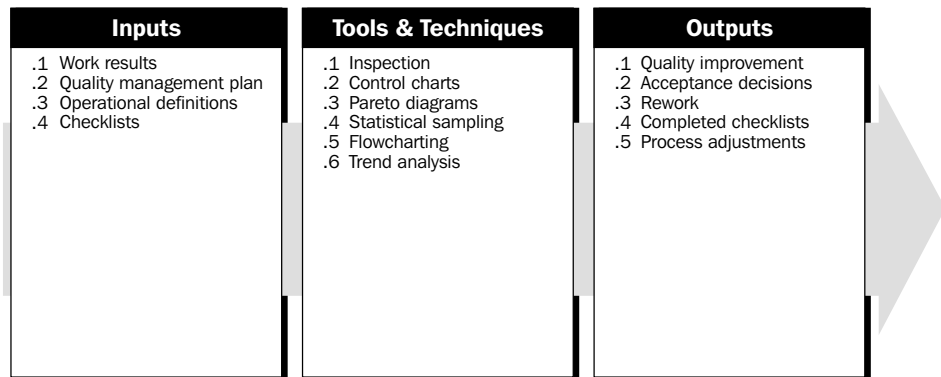 Inputs
.1 Work results
.2 Quality management plan
.3 Operational definitions
.4 Checklists
Tools & Techniques
.1 Inspection
.2 Control charts
.3 Pareto diagrams
.4 Statistical sampling
.5 Flowcharting
.6 Trend analysis
Outputs
.1 Quality improvement
.2 Acceptance decisions
.3 Rework
.4 Completed checklists
.5 Process adjustments